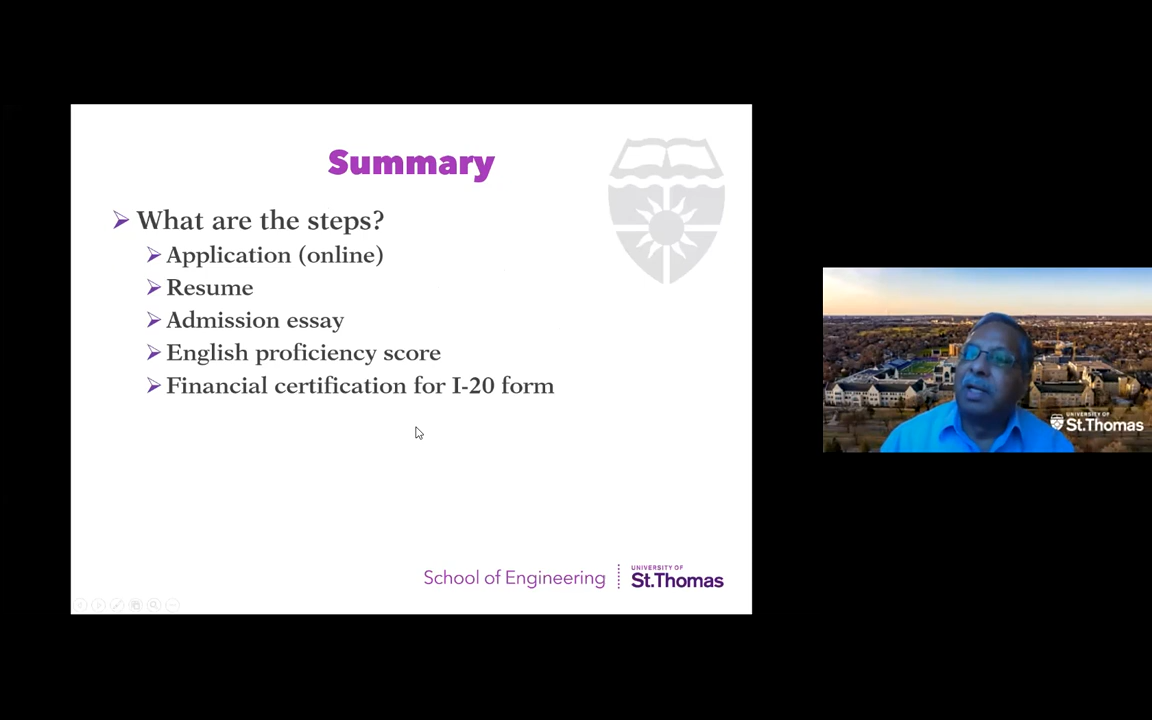 Summary
What are the steps?
Application (online)
Resume
Admission essay
English proficiency score
Financial certification for I-20 form
School of Engineering
UNIVERSITY OF
St.Thomas
UNIVERSITY OF
St.Thomas